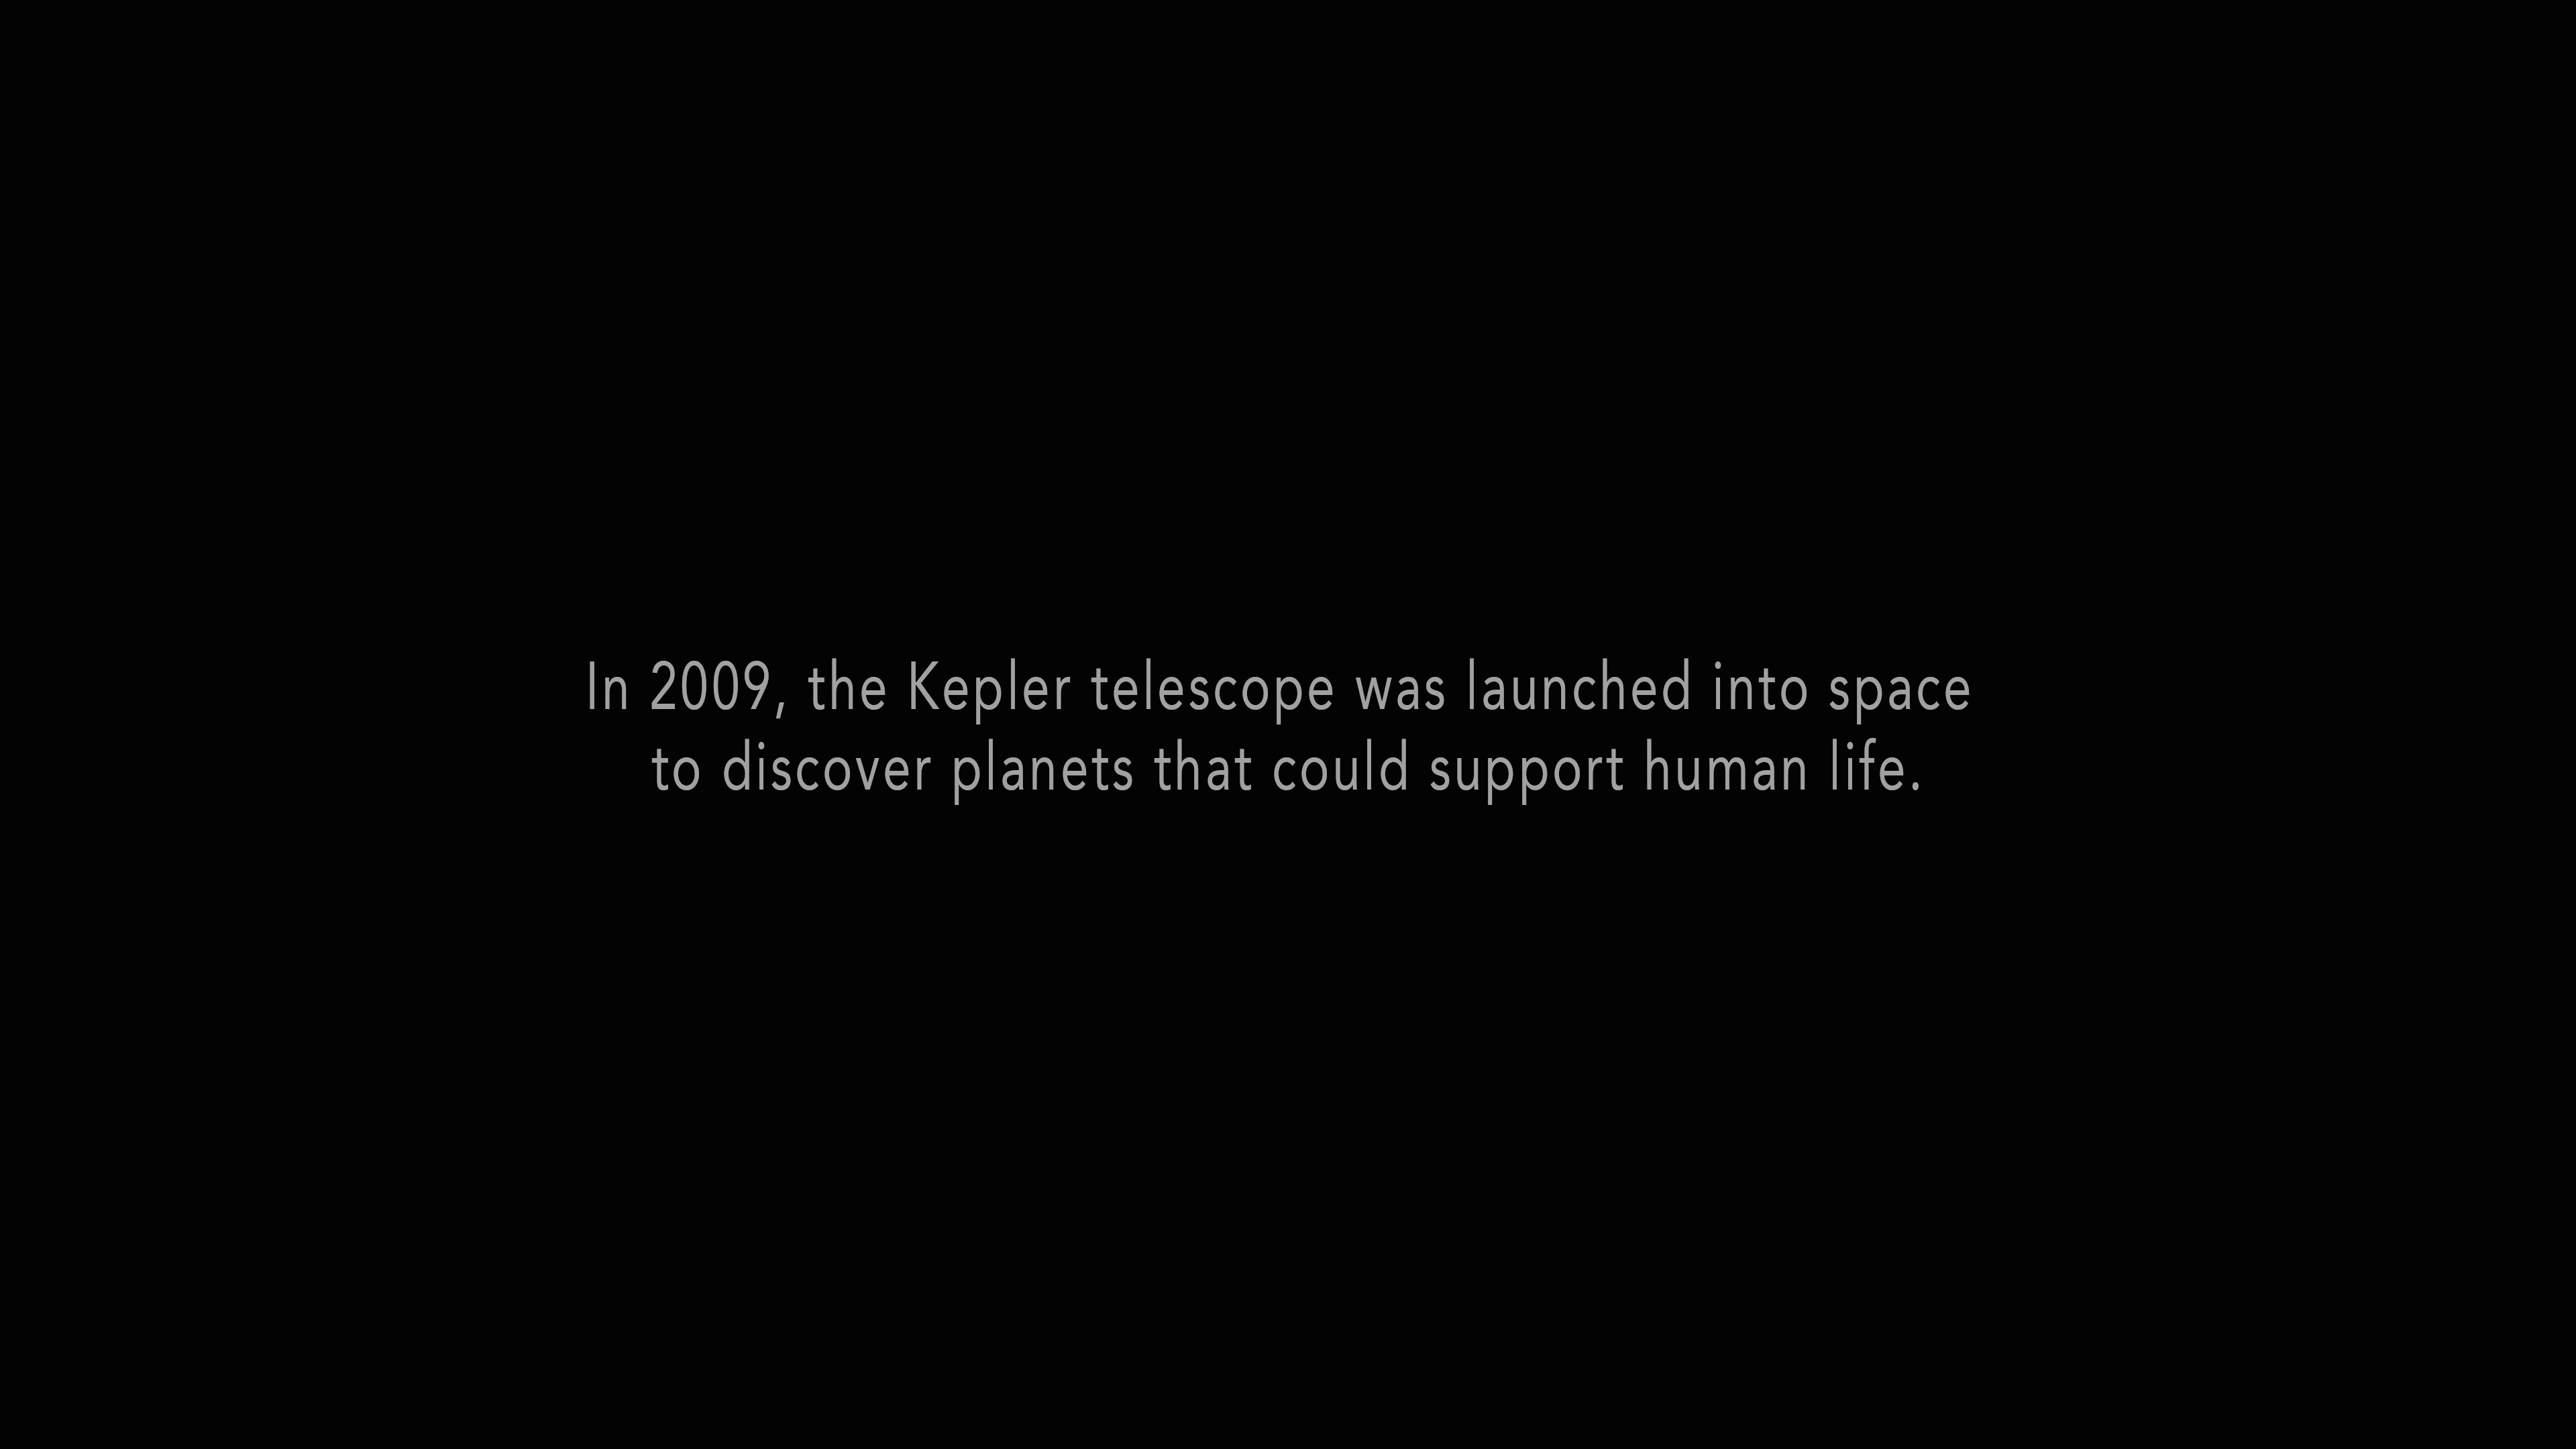 In 2009, the Kepler telescope was launched into space
to discover planets that could support human life.